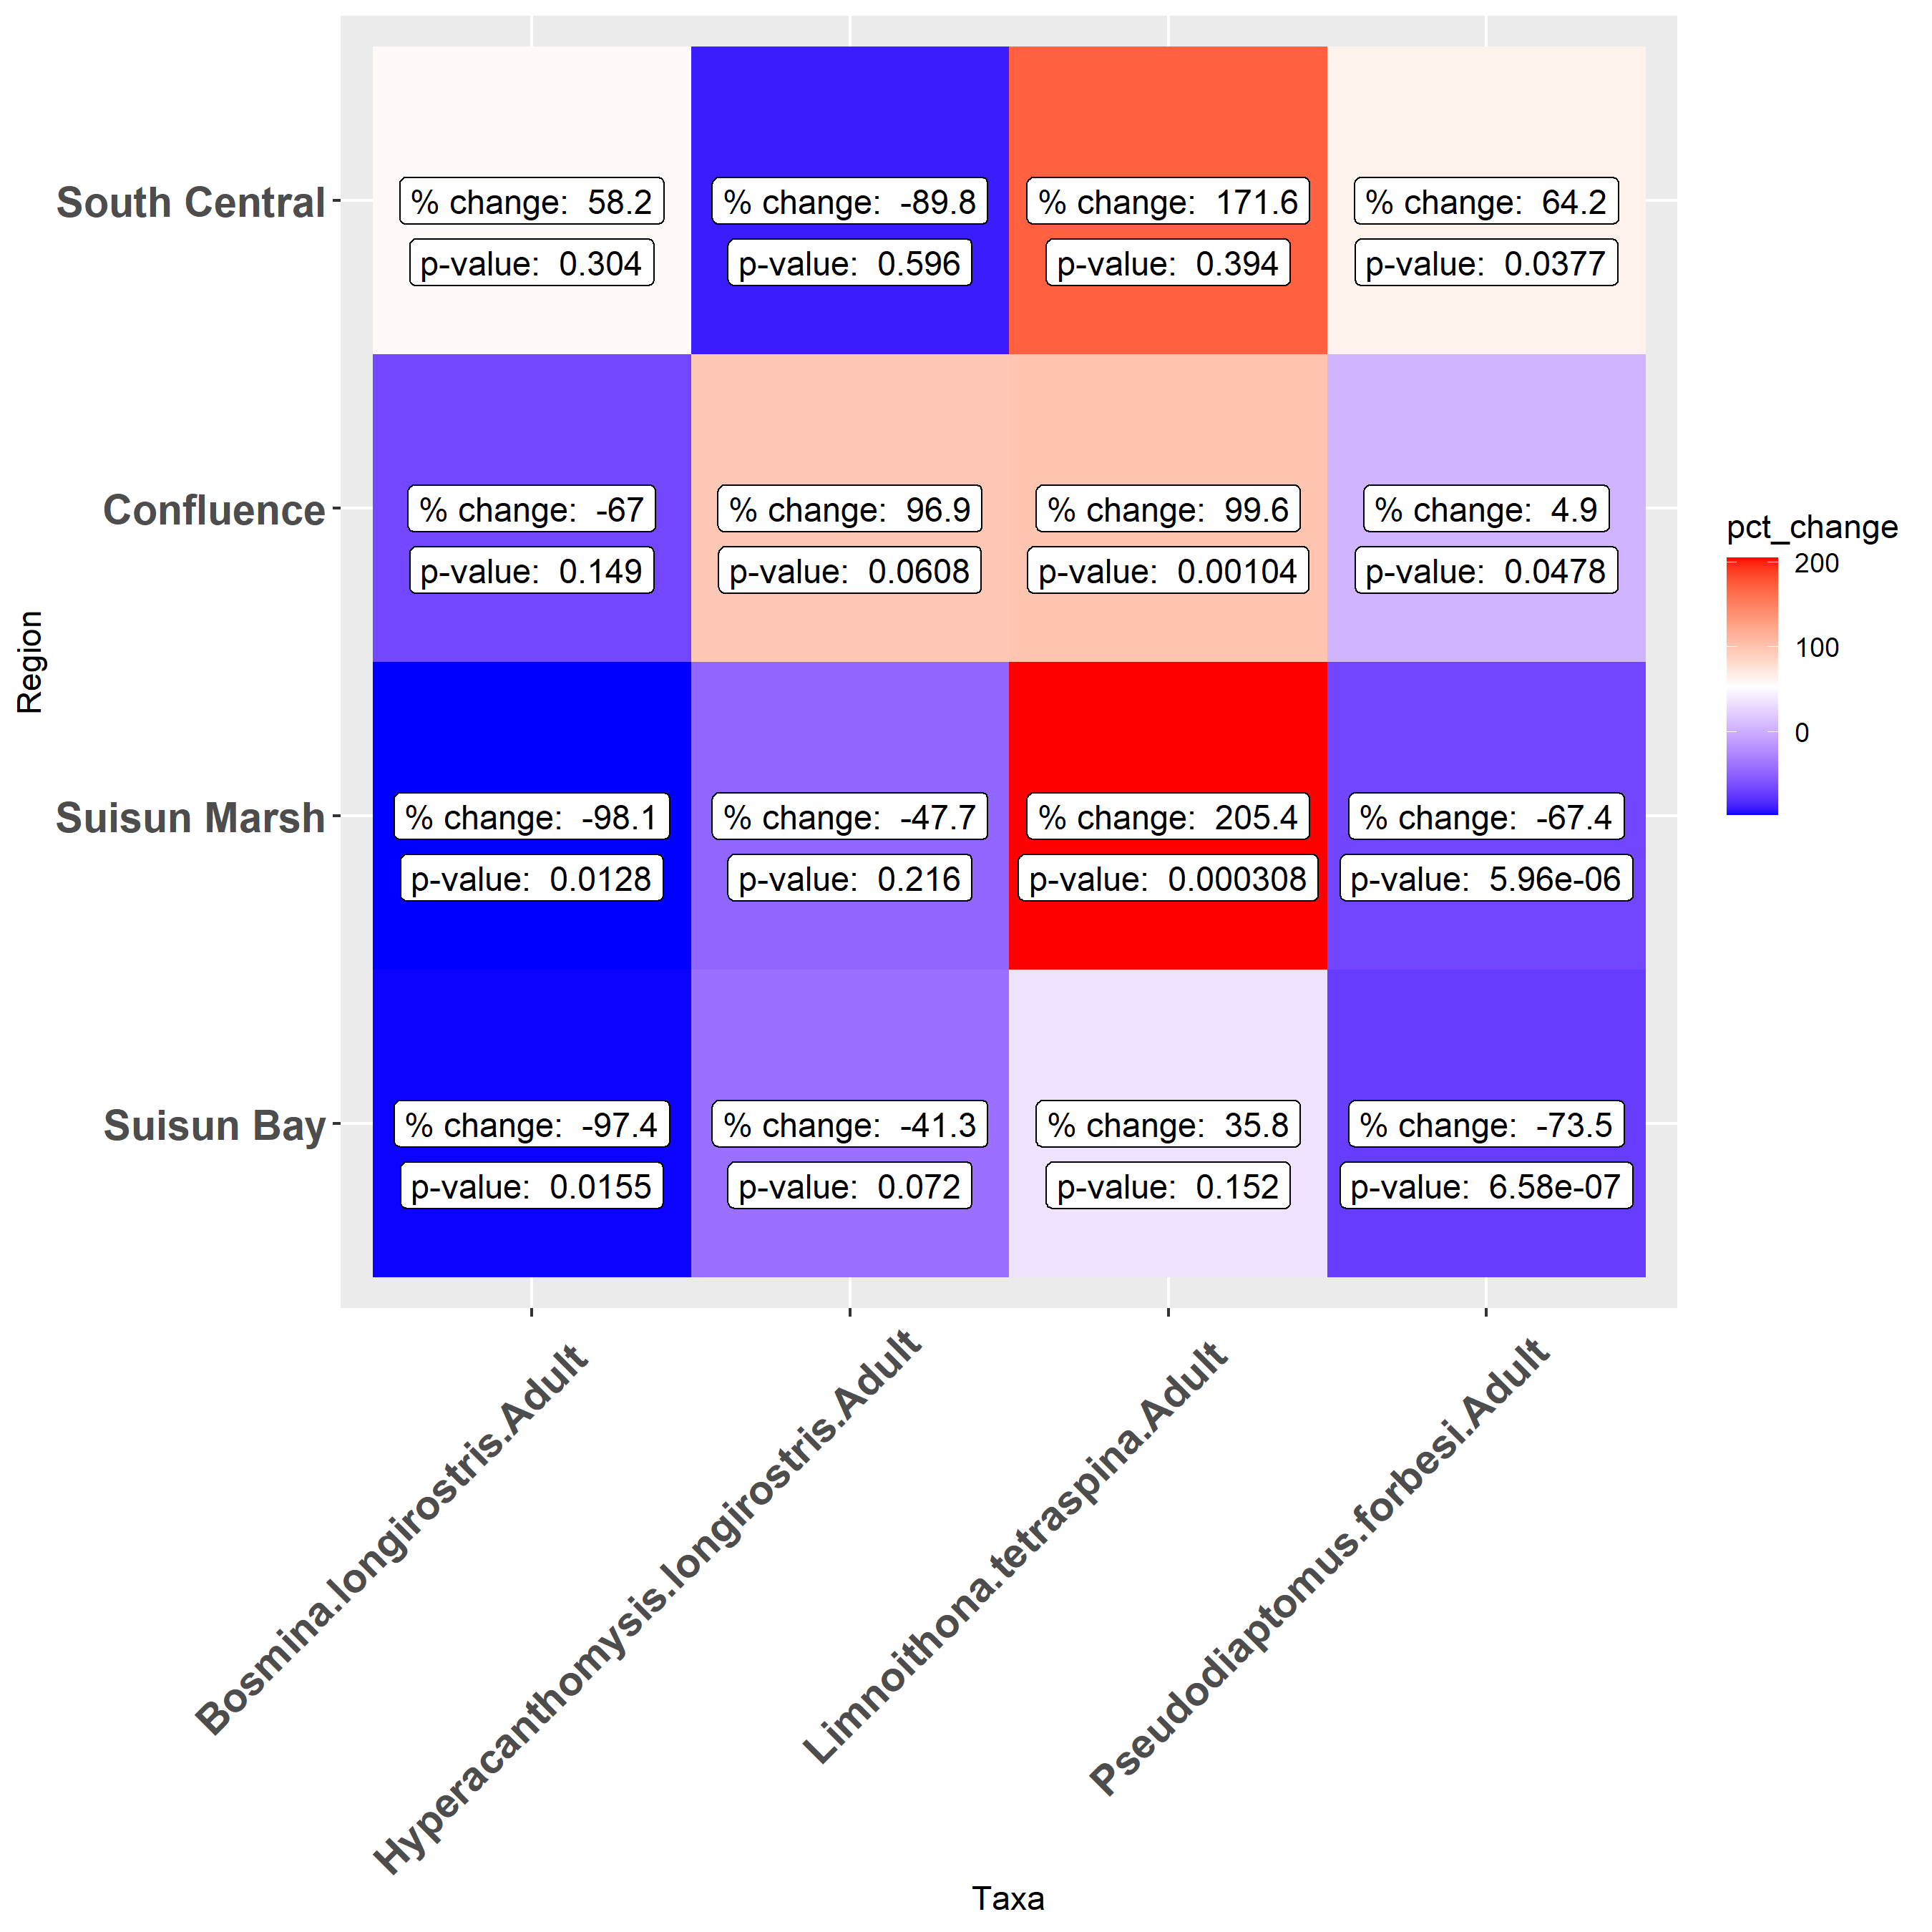 South Central
% change: 58.2
% change: -89.8
% change: 171.6
% change: 64.2
p-value: 0.304
p-value: 0.596
p-value: 0.394
p-value: 0.0377
Confluence
% change: -67
% change: 96.9
% change: 99.6
% change: 4.9
p-value: 0.149
p-value: 0.0608
p-value: 0.00104
p-value: 0.0478
Suisun Marsh
% change: -98.1
% change: -47.7
% change: 205.4
% change: -67.4
p-value: 0.0128
p-value: 0.216
p-value: 0.000308
p-value: 5.96e-06
Suisun Bay
% change: -97.4
% change: -41.3
% change: 35.8
% change: -73.5
p-value: 0.0155
p-value: 0.072
p-value: 0.152
p-value: 6.58e-07
Region
Bosmina.longirostris.Adult
Hyperacanthomysis.longirostris.Adult
Limnoithona.tetraspina.Adult
Pseudodiaptomus.forbesi.Adult
Taxa
pct_change
200
100
0